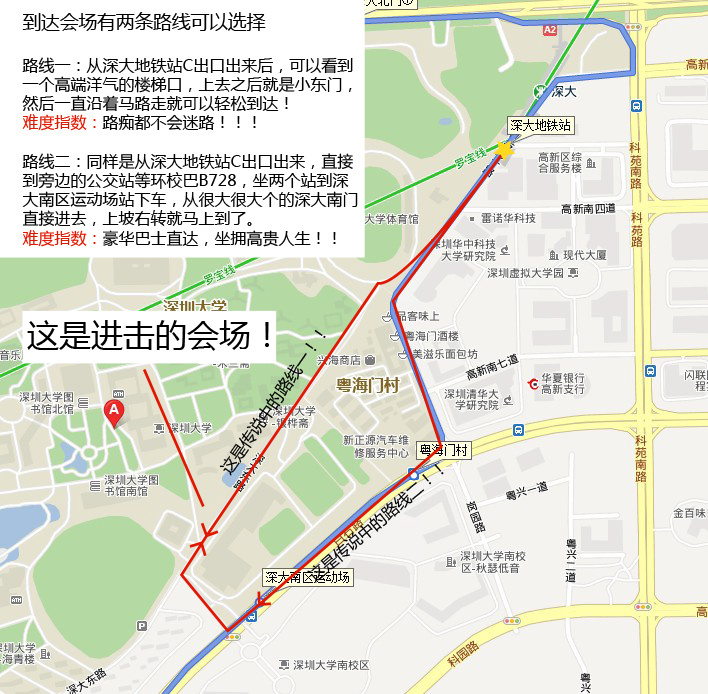 到达会场有两条路线可以选择
路线一：从深大地铁站C出口出来后，可以看到
一个高端洋气的楼梯口，上去之后就是小东门，
然后一直沿着马路走就可以轻松到达！
难度指数：路痴都不会迷路！！！
路线二：同样是从深大地铁站C出口出来，直接
到旁边的公交站等环校巴B728，坐两个站到深
大南区运动场站下车，从很大很大个的深大南门
直接进去，上坡右转就马上到了。
难度指数：豪华巴士直达，坐拥高贵人生！！
A2
高新
深大
深大地铁站
罗宝线
高新区综
合服务楼
科苑南路
高新南四道
大学体育馆
雷诺华科技
科苑南路
深圳华中科技
大学研究院
现代大厦
深圳虚拟大学园
罗宝线
深圳大学
品客味上
粤海门酒楼
美滋乐面包坊
这是进击的会场！
音乐
兴海商店
高新南七道
粤海门村
华夏银行
高新支行
闪联
深圳大学图
书馆北馆
ATM
A
深圳大学
深圳大学
-银桦斋
深圳清华大
学研究院
这是传说中的路线一！！
新正源汽车维
修服务中心
粤海门村
科苑南路
深大东路
深圳大学图
书馆南馆
粤兴一道
岗园路
金百味
这是传说中的路线二！！
粤兴二道
深圳大学南校
区-秋瑟低音
深大南区运动场
ATM
P
深圳大学
海青楼
科园路
深圳大学南校区
深大东路